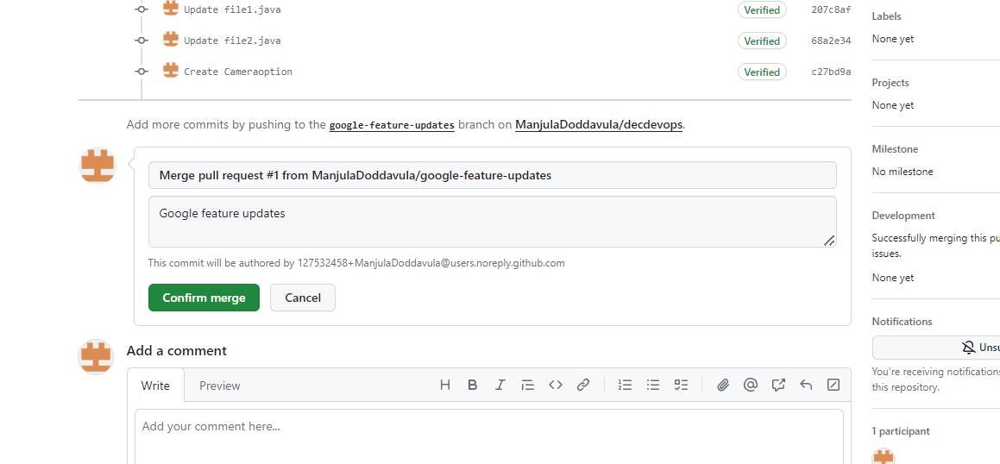 Update file1.java Verified 207c8af
Update file2.java Verified 68a2e34
Create Cameraoption Verified c27bd9a
Add more commits by pushing to the google-feature-updates branch on ManjulaDoddavula/decdevops.
Merge pull request #1 from ManjulaDoddavula/google-feature-updates
Google feature updates
This commit will be authored by 127532458+ManjulaDoddavula@users.noreply.github.com
Confirm merge Cancel
Add a comment
Write Preview
Add your comment here...
Labels
None yet
Projects
None yet
Milestone
No milestone
Development
Successfully merging this pu
issues.
None yet
Notifications
Unsu
You're receiving notifications
this repository.
1 participant